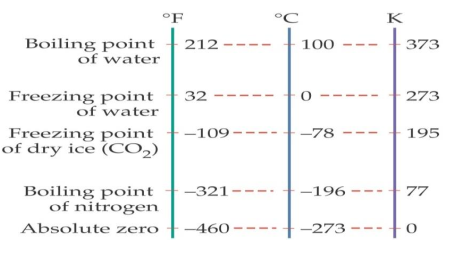 °F °C K
Boiling point of water 212 100 373
Freezing point of water 32 0 273
Freezing point of dry ice (CO₂) –109 –78 195
Boiling point of nitrogen –321 –196 77
Absolute zero –460 –273 0